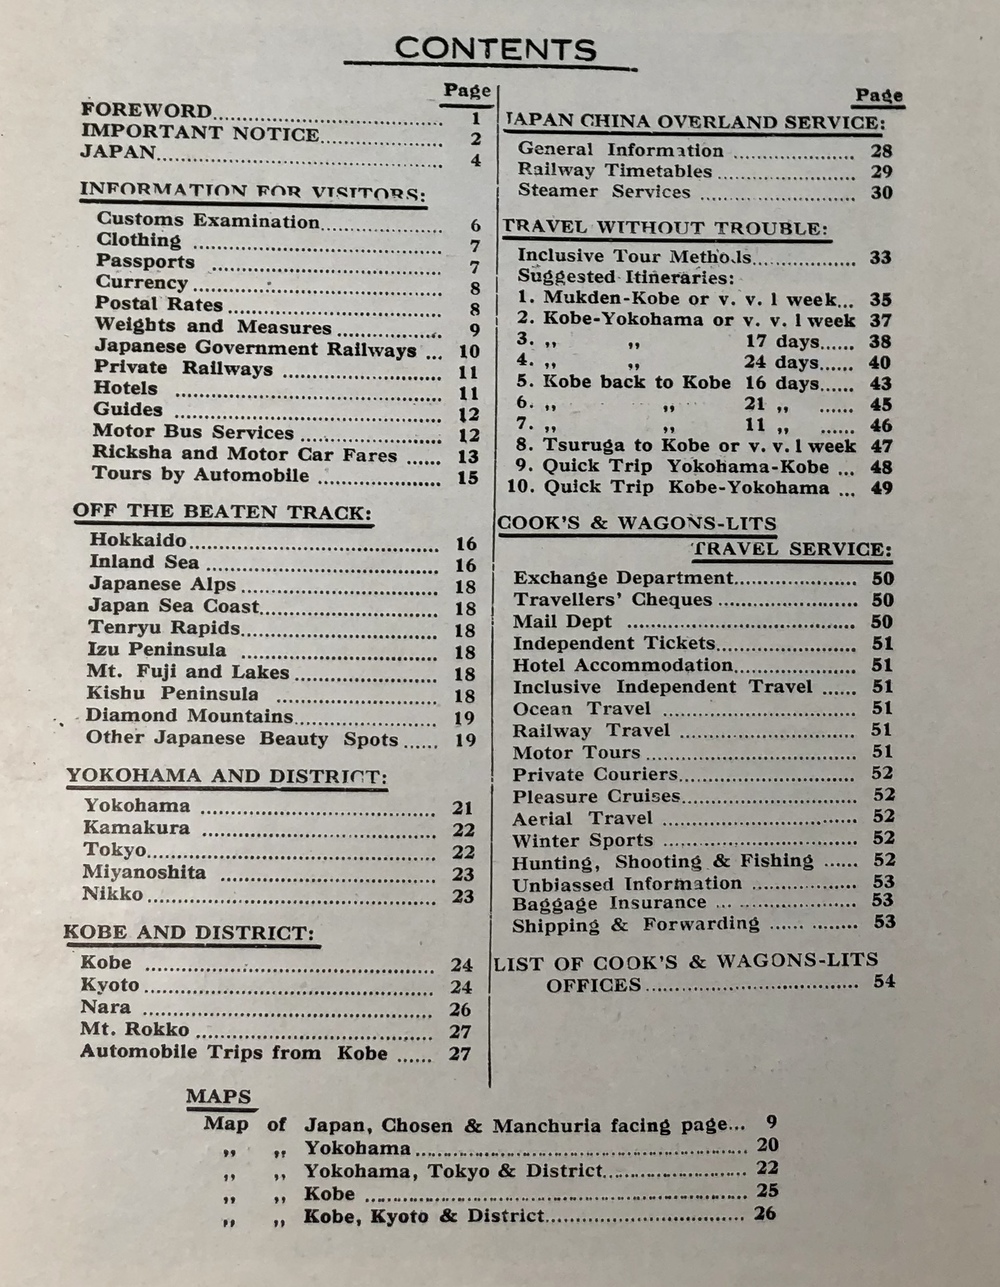 CONTENTS
Page
FOREWORD........................................ 1
IMPORTANT NOTICE..................... 2
JAPAN................................................ 4
INFORMATION FOR VISITORS:
Customs Examination..................... 6
Clothing ........................................... 7
Passports ........................................ 7
Currency .......................................... 8
Postal Rates..................................... 8
Weights and Measures.................. 9
Japanese Government Railways ... 10
Private Railways ........................... 11
Hotels .............................................. 11
Guides .............................................. 12
Motor Bus Services ........................ 12
Ricksha and Motor Car Fares ...... 13
Tours by Automobile ..................... 15
OFF THE BEATEN TRACK:
Hokkaido.......................................... 16
Inland Sea ....................................... 16
Japanese Alps.................................. 18
Japan Sea Coast.............................. 18
Tenryu Rapids.................................. 18
Izu Peninsula .................................. 18
Mt. Fuji and Lakes......................... 18
Kishu Peninsula ........................... 18
Diamond Mountains........................ 19
Other Japanese Beauty Spots...... 19
YOKOHAMA AND DISTRICT:
Yokohama ....................................... 21
Kamakura ....................................... 22
Tokyo................................................ 22
Miyanoshita .................................... 23
Nikko................................................ 23
KOBE AND DISTRICT:
Kobe ................................................ 24
Kyoto................................................ 24
Nara ................................................ 26
Mt. Rokko....................................... 27
Automobile Trips from Kobe ...... 27
Page
JAPAN CHINA OVERLAND SERVICE:
General Information ..................... 28
Railway Timetables ........................ 29
Steamer Services ........................... 30
TRAVEL WITHOUT TROUBLE:
Inclusive Tour Methods.................. 33
Suggested Itineraries:
1. Mukden-Kobe or v. v. 1 week... 35
2. Kobe-Yokohama or v. v. 1 week 37
3. ,, ,, 17 days...... 38
4. ,, ,, 24 days...... 40
5. Kobe back to Kobe 16 days...... 43
6. ,, ,, 21 ,, ...... 45
7. ,, ,, 11 ,, ...... 46
8. Tsuruga to Kobe or v. v. 1 week 47
9. Quick Trip Yokohama-Kobe ... 48
10. Quick Trip Kobe-Yokohama ... 49
COOK'S & WAGONS-LITS
TRAVEL SERVICE:
Exchange Department..................... 50
Travellers' Cheques ........................ 50
Mail Dept ....................................... 50
Independent Tickets........................ 51
Hotel Accommodation..................... 51
Inclusive Independent Travel ...... 51
Ocean Travel ................................. 51
Railway Travel .............................. 51
Motor Tours.................................... 51
Private Couriers.............................. 52
Pleasure Cruises.............................. 52
Aerial Travel ................................. 52
Winter Sports ................................. 52
Hunting, Shooting & Fishing ...... 52
Unbiassed Information .................. 53
Baggage Insurance ... ..................... 53
Shipping & Forwarding ...... ........ 53
LIST OF COOK'S & WAGONS-LITS
OFFICES.................................... 54
MAPS
Map of Japan, Chosen & Manchuria facing page... 9
,, ,, Yokohama...................................................... 20
,, ,, Yokohama, Tokyo & District........................ 22
,, ,, Kobe ............................................................... 25
,, ,, Kobe, Kyoto & District.................................. 26